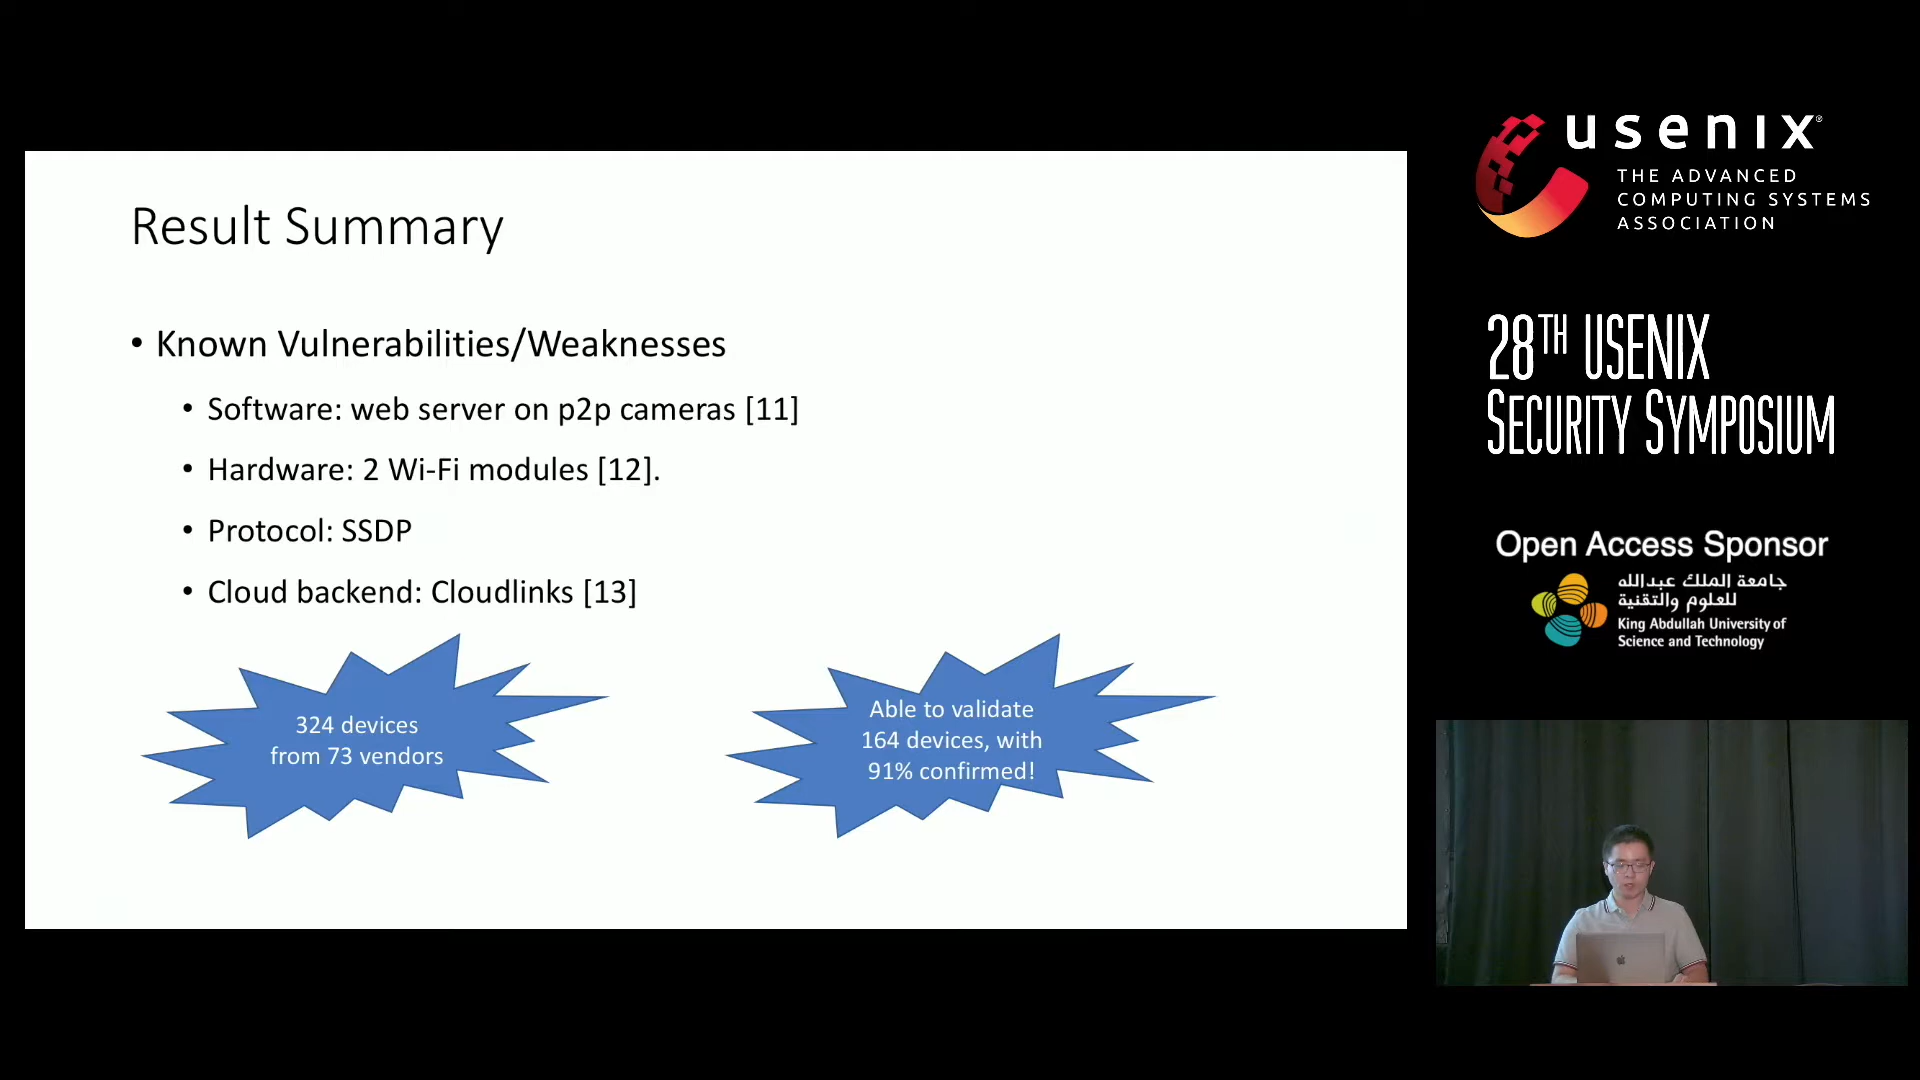 Result Summary
• Known Vulnerabilities/Weaknesses
• Software: web server on p2p cameras [11]
• Hardware: 2 Wi-Fi modules [12].
• Protocol: SSDP
• Cloud backend: Cloudlinks [13]
324 devices
from 73 vendors
Able to validate
164 devices, with
91% confirmed!
usenix®
THE ADVANCED
COMPUTING SYSTEMS
ASSOCIATION
28TH USENIX
SECURITY SYMPOSIUM
Open Access Sponsor
جامعة الملك عبدالله
للعلوم والتقنية
King Abdullah University of
Science and Technology